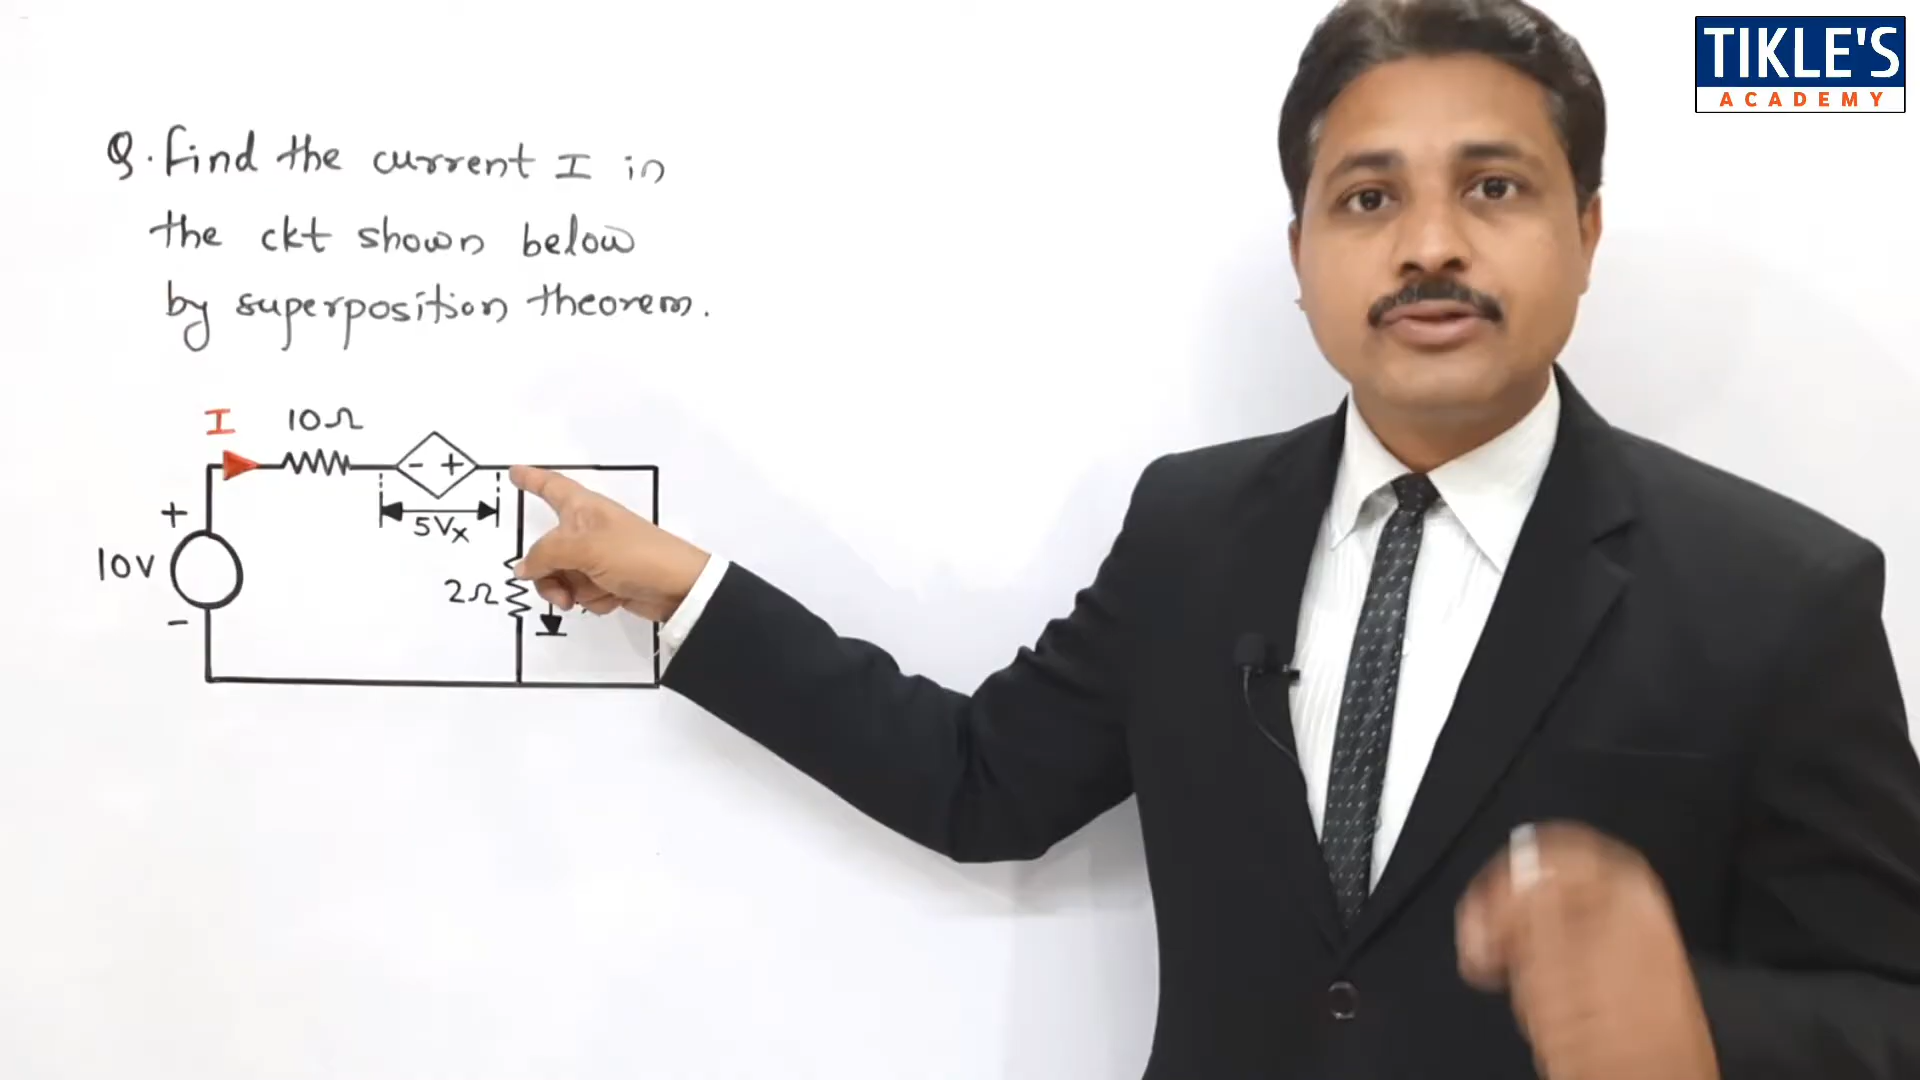 TIKLE'S
ACADEMY
Q. Find the current I in
the ckt shown below
by superposition theorem.
I
10Ω
- +
5Vx
+
10V
-
2Ω